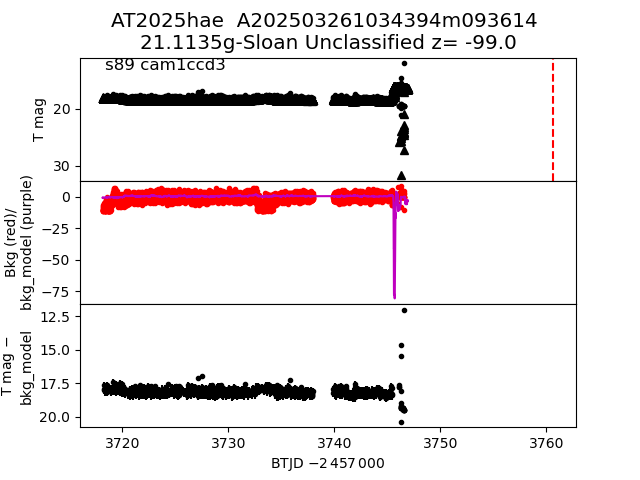 AT2025hae  A202503261034394m093614
21.1135g-Sloan Unclassified z= -99.0
s89 cam1ccd3
T mag
20
30
Bkg (red)/
bkg_model (purple)
0
−25
−50
−75
T mag −
bkg_model
12.5
15.0
17.5
20.0
3720 3730 3740 3750 3760
BTJD −2 457 000